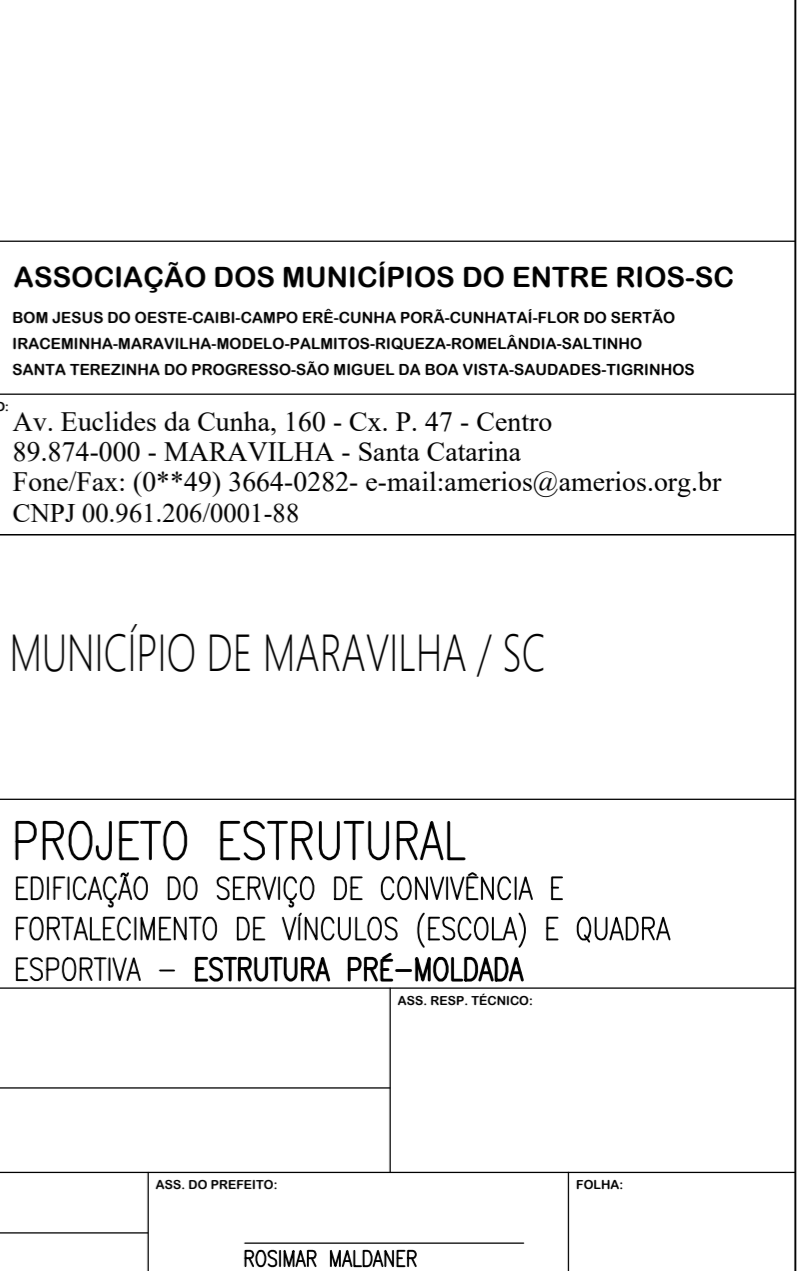 ASSOCIAÇÃO DOS MUNICÍPIOS DO ENTRE RIOS-SC
BOM JESUS DO OESTE-CAIBI-CAMPO ERÊ-CUNHA PORÃ-CUNHATAÍ-FLOR DO SERTÃO
IRACEMINHA-MARAVILHA-MODELO-PALMITOS-RIQUEZA-ROMELÂNDIA-SALTINHO
SANTA TEREZINHA DO PROGRESSO-SÃO MIGUEL DA BOA VISTA-SAUDADES-TIGRINHOS
Av. Euclides da Cunha, 160 - Cx. P. 47 - Centro
89.874-000 - MARAVILHA - Santa Catarina
Fone/Fax: (0**49) 3664-0282- e-mail:amerios@amerios.org.br
CNPJ 00.961.206/0001-88
MUNICÍPIO DE MARAVILHA / SC
PROJETO ESTRUTURAL
EDIFICAÇÃO DO SERVIÇO DE CONVIVÊNCIA E
FORTALECIMENTO DE VÍNCULOS (ESCOLA) E QUADRA
ESPORTIVA – ESTRUTURA PRÉ-MOLDADA
ASS. RESP. TÉCNICO:
ASS. DO PREFEITO:
FOLHA:
ROSIMAR MALDANER